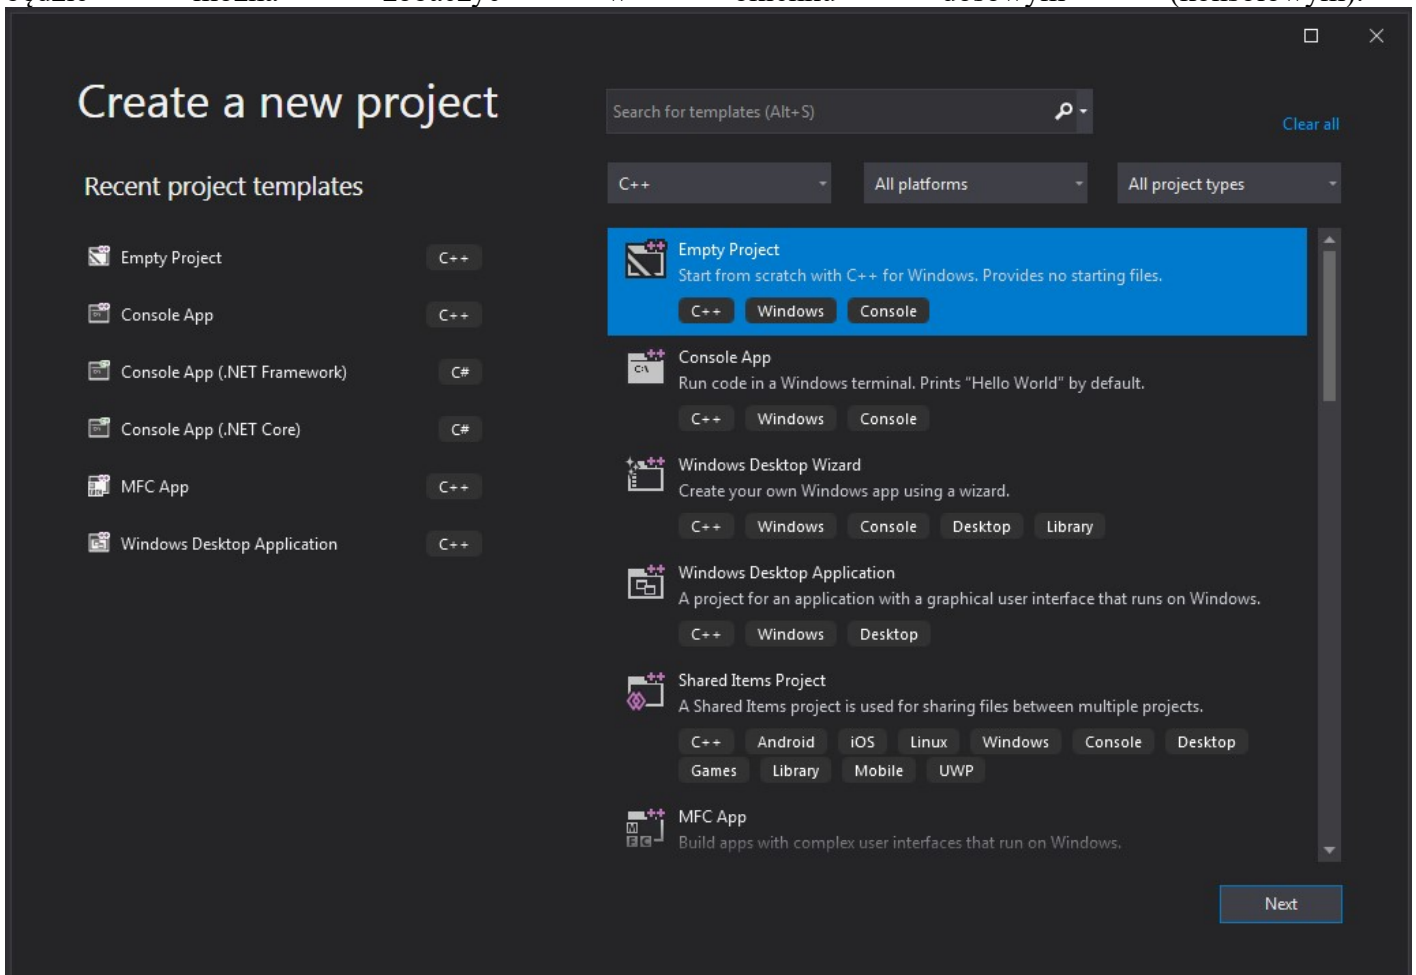 będzie można zobaczyć w okienku dosowym (konsolowym).
Create a new project
Search for templates (Alt+S)
Clear all
Recent project templates
C++
All platforms
All project types
Empty Project C++
Console App C++
Console App (.NET Framework) C#
Console App (.NET Core) C#
MFC App C++
Windows Desktop Application C++
Empty Project
Start from scratch with C++ for Windows. Provides no starting files.
C++ Windows Console
Console App
Run code in a Windows terminal. Prints "Hello World" by default.
C++ Windows Console
Windows Desktop Wizard
Create your own Windows app using a wizard.
C++ Windows Console Desktop Library
Windows Desktop Application
A project for an application with a graphical user interface that runs on Windows.
C++ Windows Desktop
Shared Items Project
A Shared Items project is used for sharing files between multiple projects.
C++ Android iOS Linux Windows Console Desktop
Games Library Mobile UWP
MFC App
Build apps with complex user interfaces that run on Windows.
Next